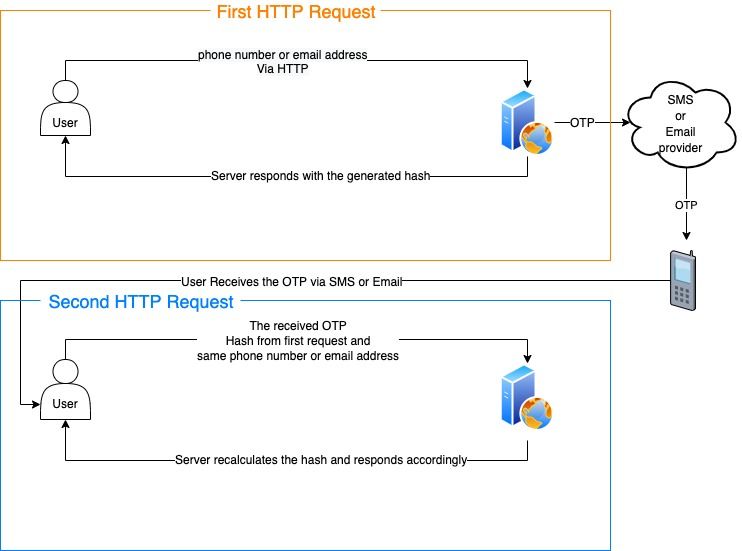 First HTTP Request
phone number or email address
Via HTTP
User
OTP
SMS
or
Email
provider
Server responds with the generated hash
OTP
User Receives the OTP via SMS or Email
Second HTTP Request
The received OTP
Hash from first request and
same phone number or email address
User
Server recalculates the hash and responds accordingly